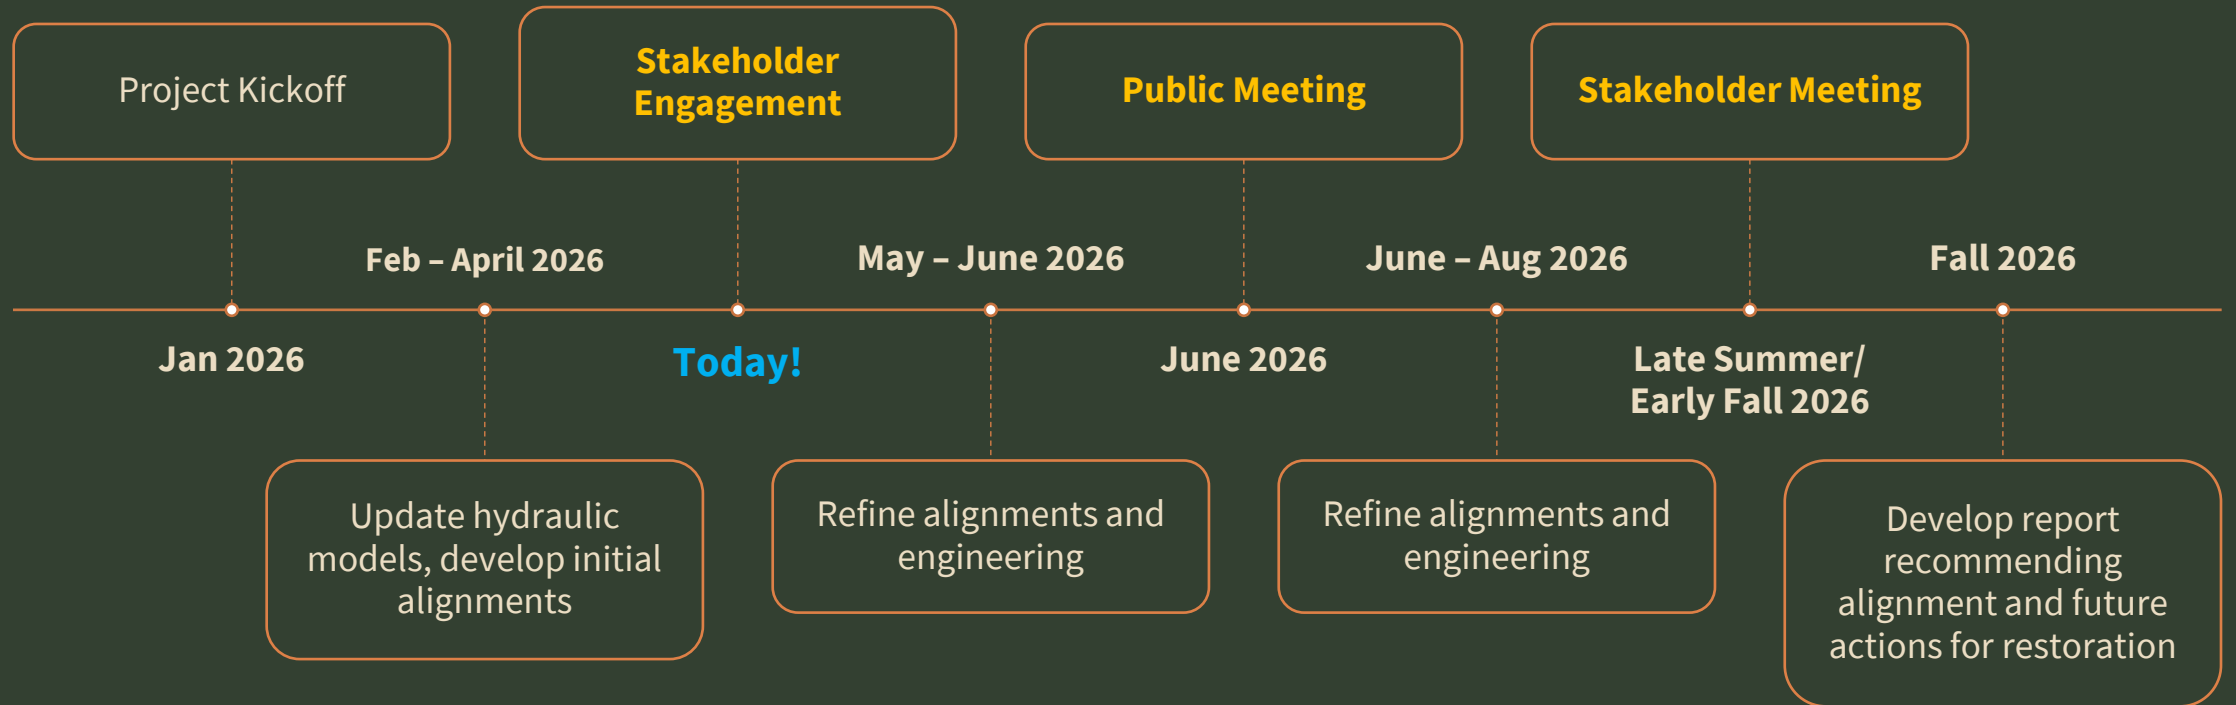 Project Kickoff
Stakeholder
Engagement
Public Meeting
Stakeholder Meeting
Feb – April 2026
May – June 2026
June – Aug 2026
Fall 2026
Jan 2026
Today!
June 2026
Late Summer/
Early Fall 2026
Update hydraulic
models, develop initial
alignments
Refine alignments and
engineering
Refine alignments and
engineering
Develop report
recommending
alignment and future
actions for restoration